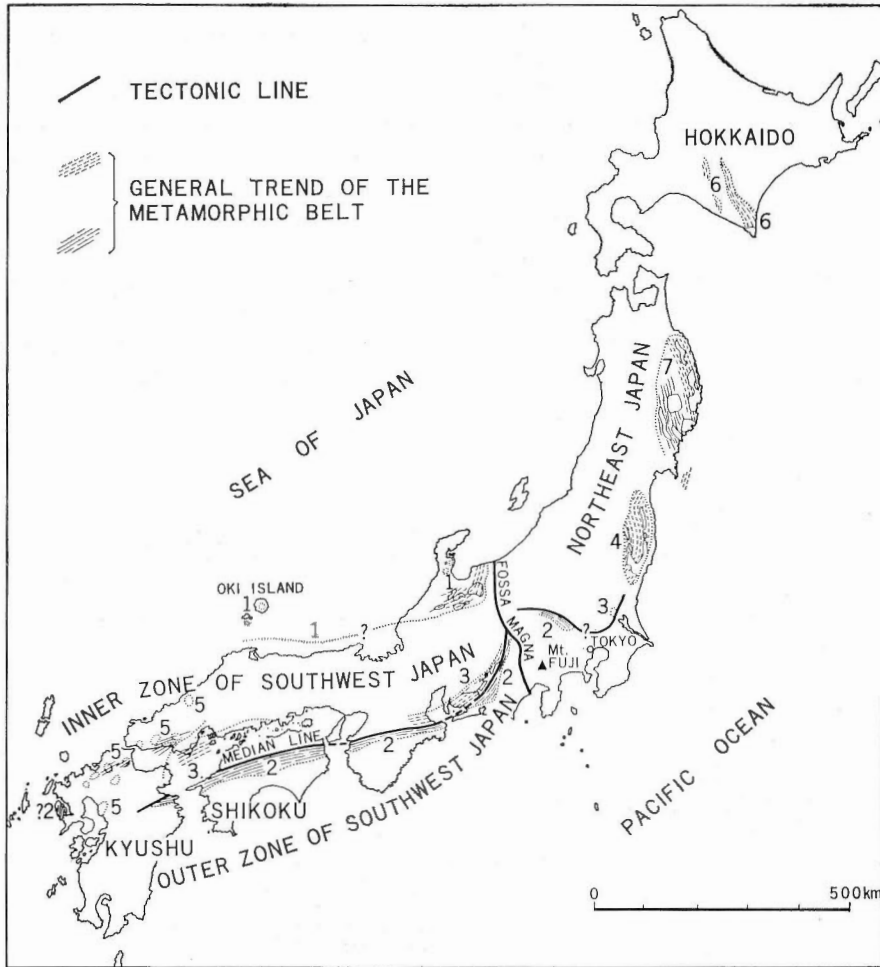 TECTONIC LINE
GENERAL TREND OF THE
METAMORPHIC BELT
HOKKAIDO
6
6
SEA OF JAPAN
NORTHEAST JAPAN
7
4
3
OKI ISLAND
1
1
?
1
FOSSA MAGNA
2
?
TOKYO
Mt.
FUJI
INNER ZONE OF SOUTHWEST JAPAN
3
2
5
5
5
MEDIAN LINE
2
2
3
?2
1
5
SHIKOKU
KYUSHU
OUTER ZONE OF SOUTHWEST JAPAN
PACIFIC OCEAN
0
500km